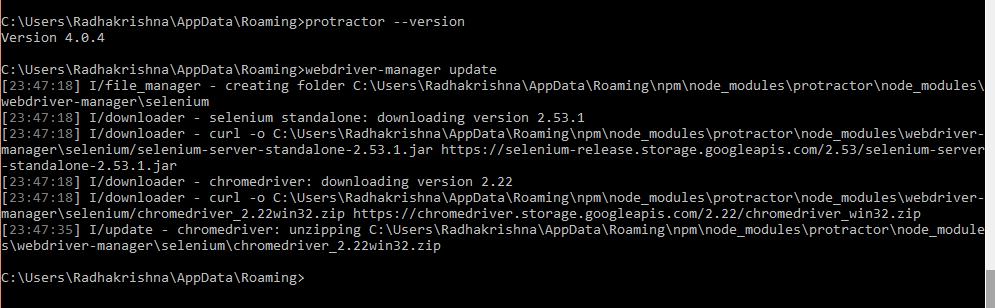 C:\Users\Radhakrishna\AppData\Roaming>protractor --version
Version 4.0.4
C:\Users\Radhakrishna\AppData\Roaming>webdriver-manager update
[23:47:18] I/file_manager - creating folder C:\Users\Radhakrishna\AppData\Roaming\npm\node_modules\protractor\node_modules\
webdriver-manager\selenium
[23:47:18] I/downloader - selenium standalone: downloading version 2.53.1
[23:47:18] I/downloader - curl -o C:\Users\Radhakrishna\AppData\Roaming\npm\node_modules\protractor\node_modules\webdriver-
manager\selenium/selenium-server-standalone-2.53.1.jar https://selenium-release.storage.googleapis.com/2.53/selenium-server
-standalone-2.53.1.jar
[23:47:18] I/downloader - chromedriver: downloading version 2.22
[23:47:18] I/downloader - curl -o C:\Users\Radhakrishna\AppData\Roaming\npm\node_modules\protractor\node_modules\webdriver-
manager\selenium/chromedriver_2.22win32.zip https://chromedriver.storage.googleapis.com/2.22/chromedriver_win32.zip
[23:47:35] I/update - chromedriver: unzipping C:\Users\Radhakrishna\AppData\Roaming\npm\node_modules\protractor\node_module
s\webdriver-manager\selenium\chromedriver_2.22win32.zip
C:\Users\Radhakrishna\AppData\Roaming>